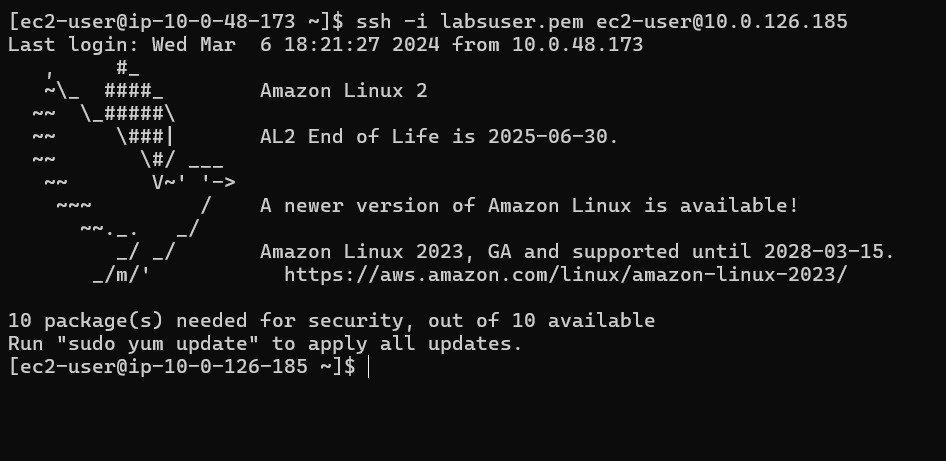 [ec2-user@ip-10-0-48-173 ~]$ ssh -i labsuser.pem ec2-user@10.0.126.185
Last login: Wed Mar  6 18:21:27 2024 from 10.0.48.173
   ,     #_
   ~\_  ####_        Amazon Linux 2
  ~~  \_#####\
  ~~     \###|       AL2 End of Life is 2025-06-30.
  ~~       \#/ ___
   ~~       V~' '->
    ~~~         /    A newer version of Amazon Linux is available!
      ~~._.   _/
         _/ _/       Amazon Linux 2023, GA and supported until 2028-03-15.
       _/m/'           https://aws.amazon.com/linux/amazon-linux-2023/

10 package(s) needed for security, out of 10 available
Run "sudo yum update" to apply all updates.
[ec2-user@ip-10-0-126-185 ~]$